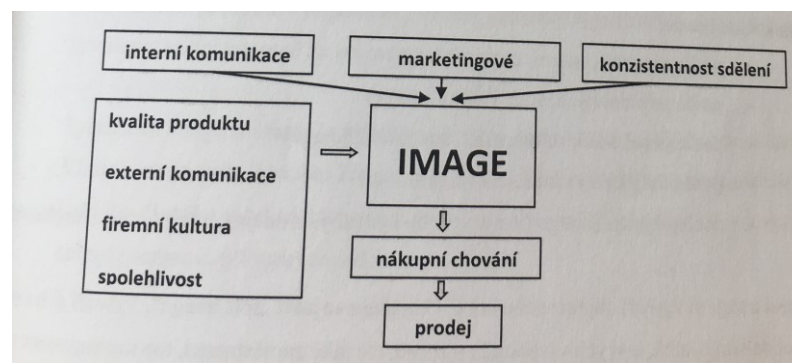 interní komunikace
marketingové
konzistentnost sdělení
kvalita produktu
externí komunikace
firemní kultura
spolehlivost
IMAGE
nákupní chování
prodej